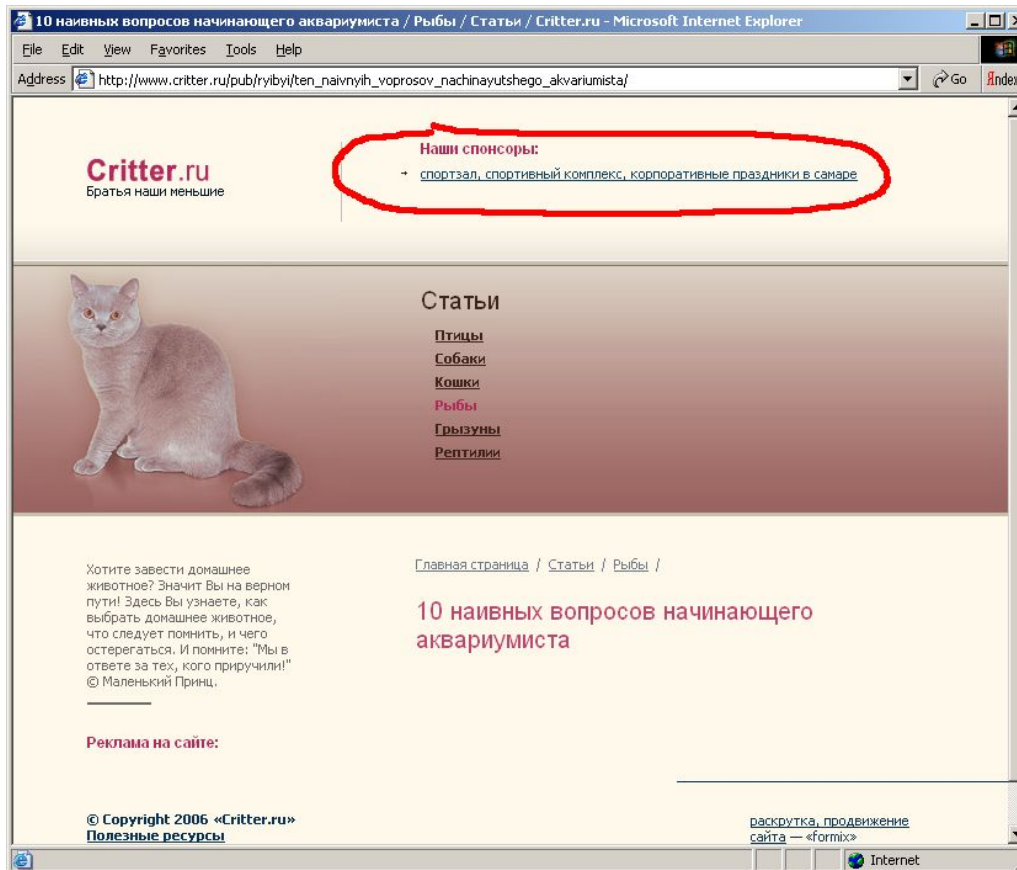 10 наивных вопросов начинающего аквариумиста / Рыбы / Статьи / Critter.ru - Microsoft Internet Explorer
File Edit View Favorites Tools Help
Address http://www.critter.ru/pub/ryibyi/ten_naivnyih_voprosov_nachinayutshego_akvariumista/ Go Яndex
Наши спонсоры:
Critter.ru
Братья наши меньшие
спортзал, спортивный комплекс, корпоративные праздники в самаре
Статьи
Птицы
Собаки
Кошки
Рыбы
Грызуны
Рептилии
Хотите завести домашнее
животное? Значит Вы на верном
пути! Здесь Вы узнаете, как
выбрать домашнее животное,
что следует помнить, и чего
остерегаться. И помните: "Мы в
ответе за тех, кого приручили!"
© Маленький Принц.
Главная страница / Статьи / Рыбы /
10 наивных вопросов начинающего
аквариумиста
Реклама на сайте:
© Copyright 2006 «Critter.ru»
Полезные ресурсы
раскрутка, продвижение
сайта — «formix»
Internet